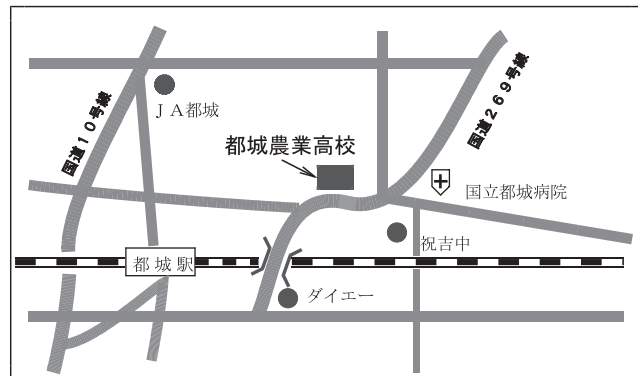 国道10号線
JA都城
都城農業高校
国道269号線
国立都城病院
祝吉中
都城駅
ダイエー